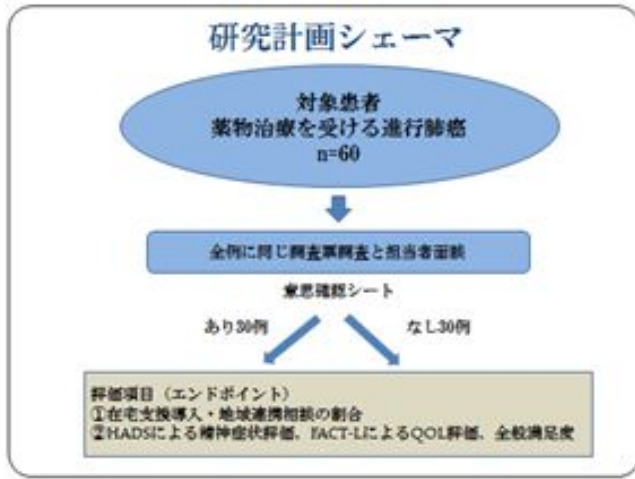 研究計画シェーマ
対象患者
薬物治療を受ける進行肺癌
n=60
全例に同じ調査票調査と担当者面談
意思確認シート
あり30例
なし30例
評価項目（エンドポイント）
①在宅支援導入・地域連携相談の割合
②HADSによる精神症状評価、FACT-LによるQOL評価、全般満足度